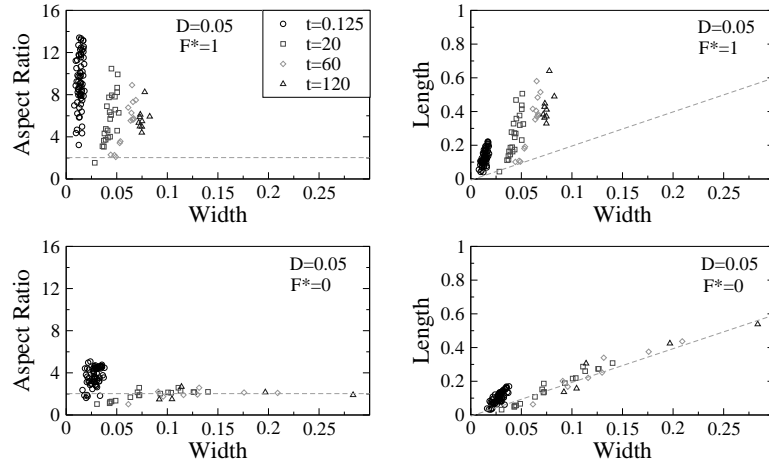 16
12
8
4
0
0
0.05
0.1
0.15
0.2
0.25
Aspect Ratio
Width
D=0.05
F*=1
t=0.125
t=20
t=60
t=120
1
0.8
0.6
0.4
0.2
0
0
0.05
0.1
0.15
0.2
0.25
Length
Width
D=0.05
F*=1
16
12
8
4
0
0
0.05
0.1
0.15
0.2
0.25
Aspect Ratio
Width
D=0.05
F*=0
1
0.8
0.6
0.4
0.2
0
0
0.05
0.1
0.15
0.2
0.25
Length
Width
D=0.05
F*=0